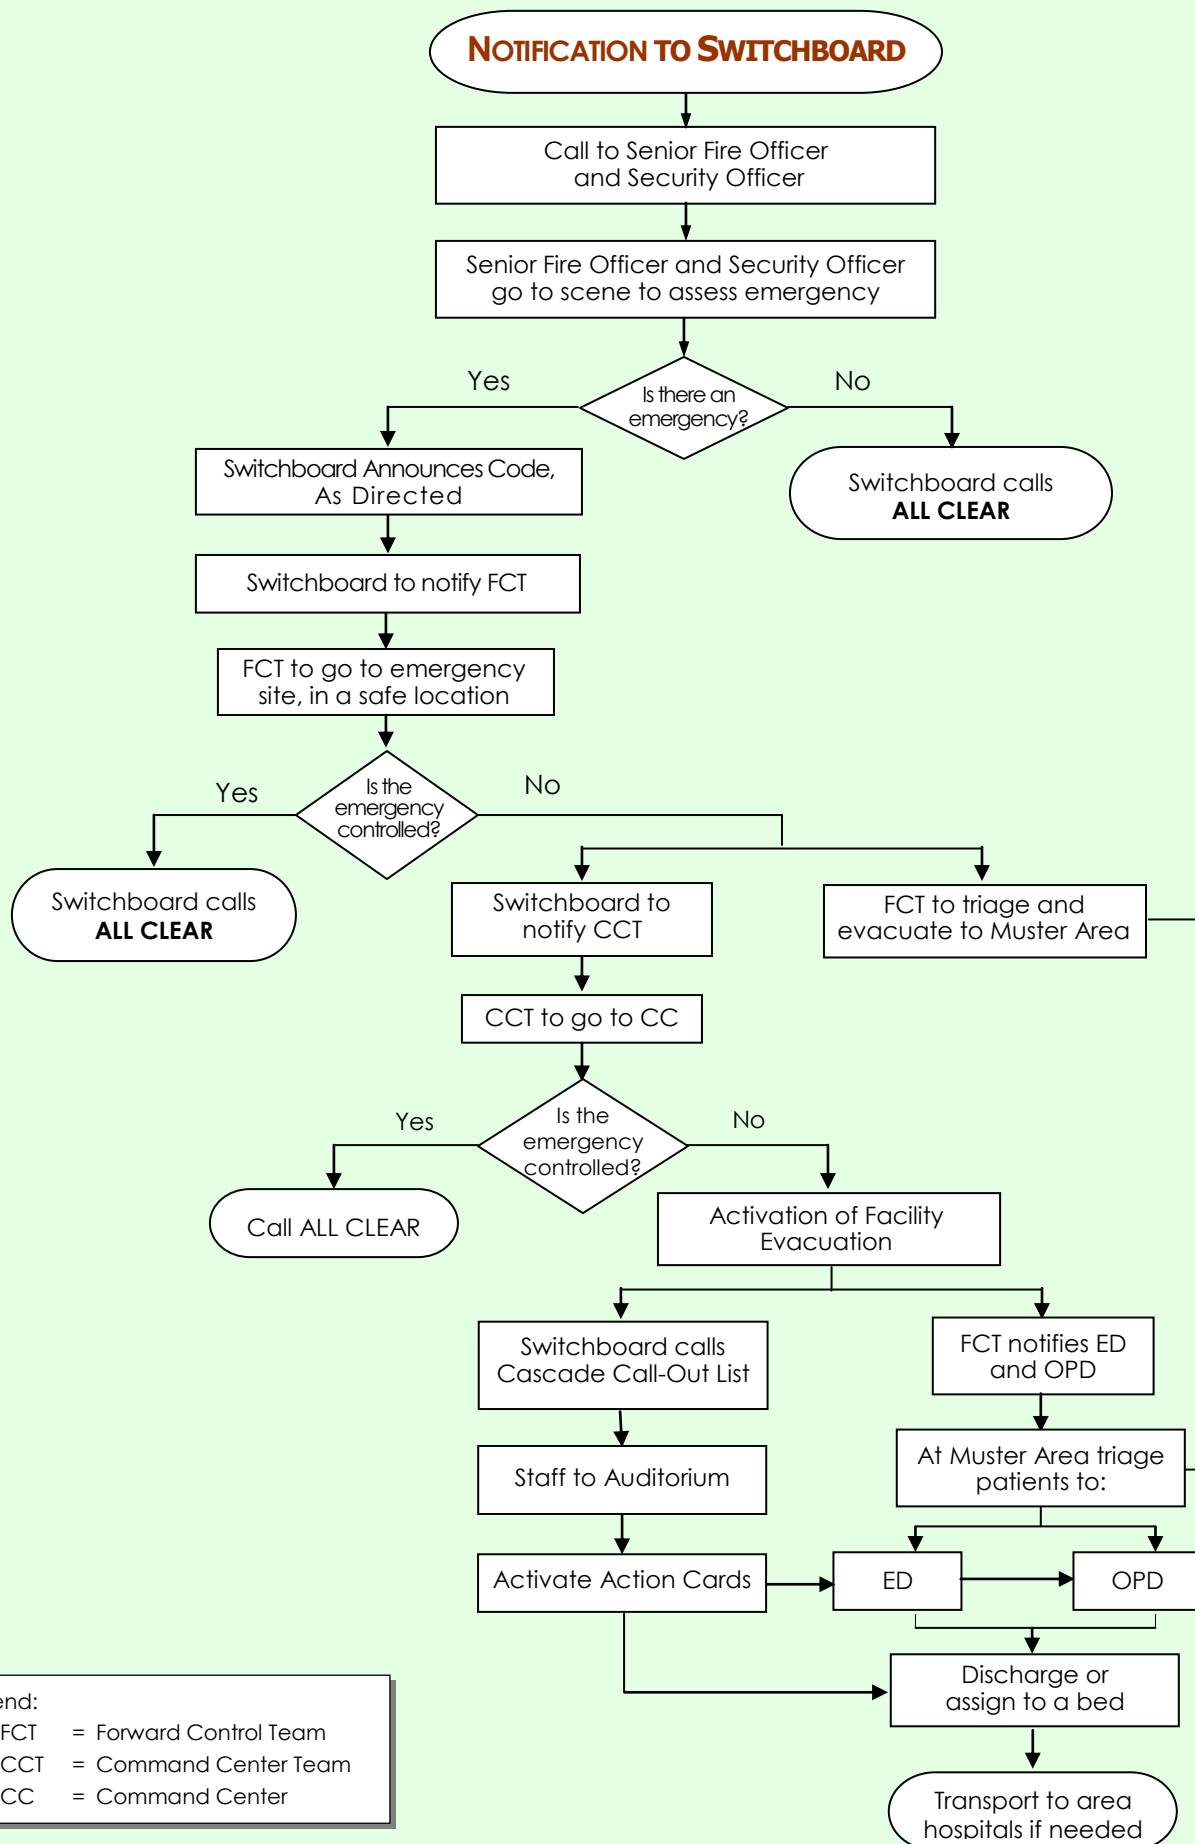 NOTIFICATION TO SWITCHBOARD
Call to Senior Fire Officer
and Security Officer
Senior Fire Officer and Security Officer
go to scene to assess emergency
Yes
No
Is there an
emergency?
Switchboard Announces Code,
As Directed
Switchboard calls
ALL CLEAR
Switchboard to notify FCT
FCT to go to emergency
site, in a safe location
Yes
No
Is the
emergency
controlled?
Switchboard calls
ALL CLEAR
Switchboard to
notify CCT
FCT to triage and
evacuate to Muster Area
CCT to go to CC
Yes
No
Is the
emergency
controlled?
Call ALL CLEAR
Activation of Facility
Evacuation
Switchboard calls
Cascade Call-Out List
FCT notifies ED
and OPD
Staff to Auditorium
At Muster Area triage
patients to:
Activate Action Cards
ED
OPD
Discharge or
assign to a bed
Transport to area
hospitals if needed
end:
FCT = Forward Control Team
CCT = Command Center Team
CC = Command Center